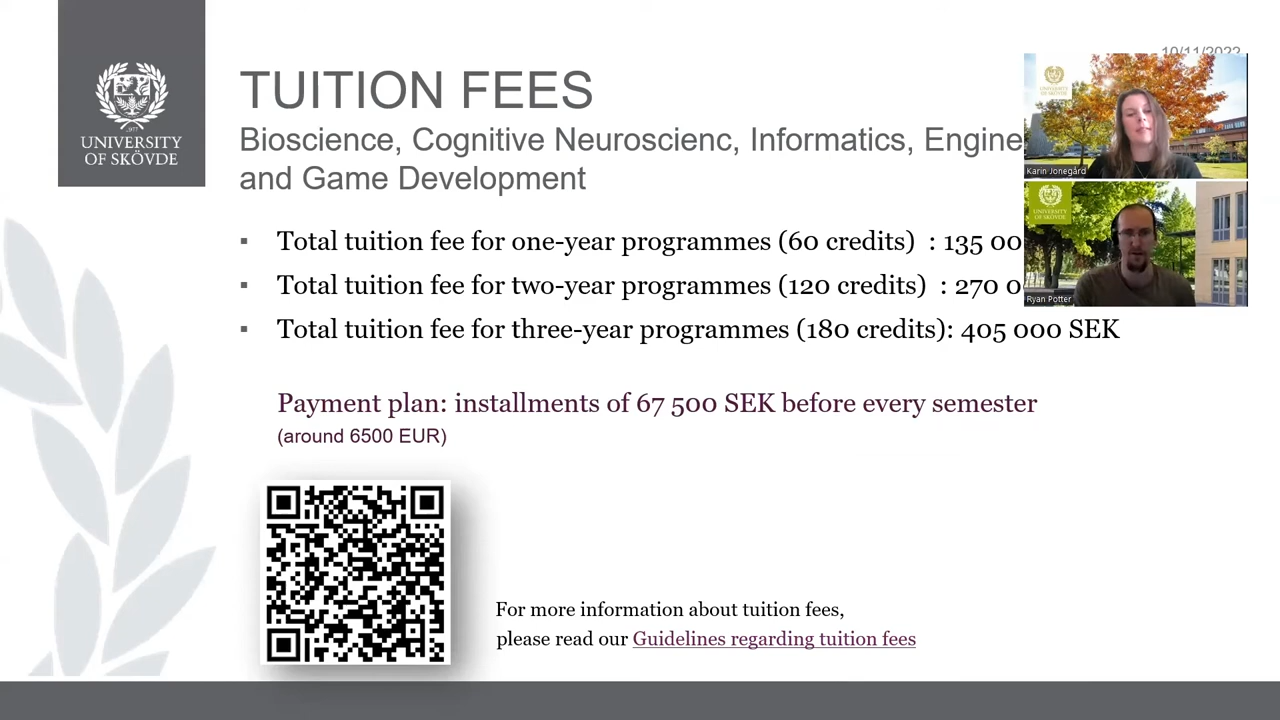 10/11/2022
UNIVERSITY
OF SKÖVDE
TUITION FEES
Bioscience, Cognitive Neuroscienc, Informatics, Engine
and Game Development
▪ Total tuition fee for one-year programmes (60 credits) : 135 00
▪ Total tuition fee for two-year programmes (120 credits) : 270 0
▪ Total tuition fee for three-year programmes (180 credits): 405 000 SEK
Payment plan: installments of 67 500 SEK before every semester
(around 6500 EUR)
For more information about tuition fees,
please read our Guidelines regarding tuition fees
Karin Jonegård
Ryan Potter